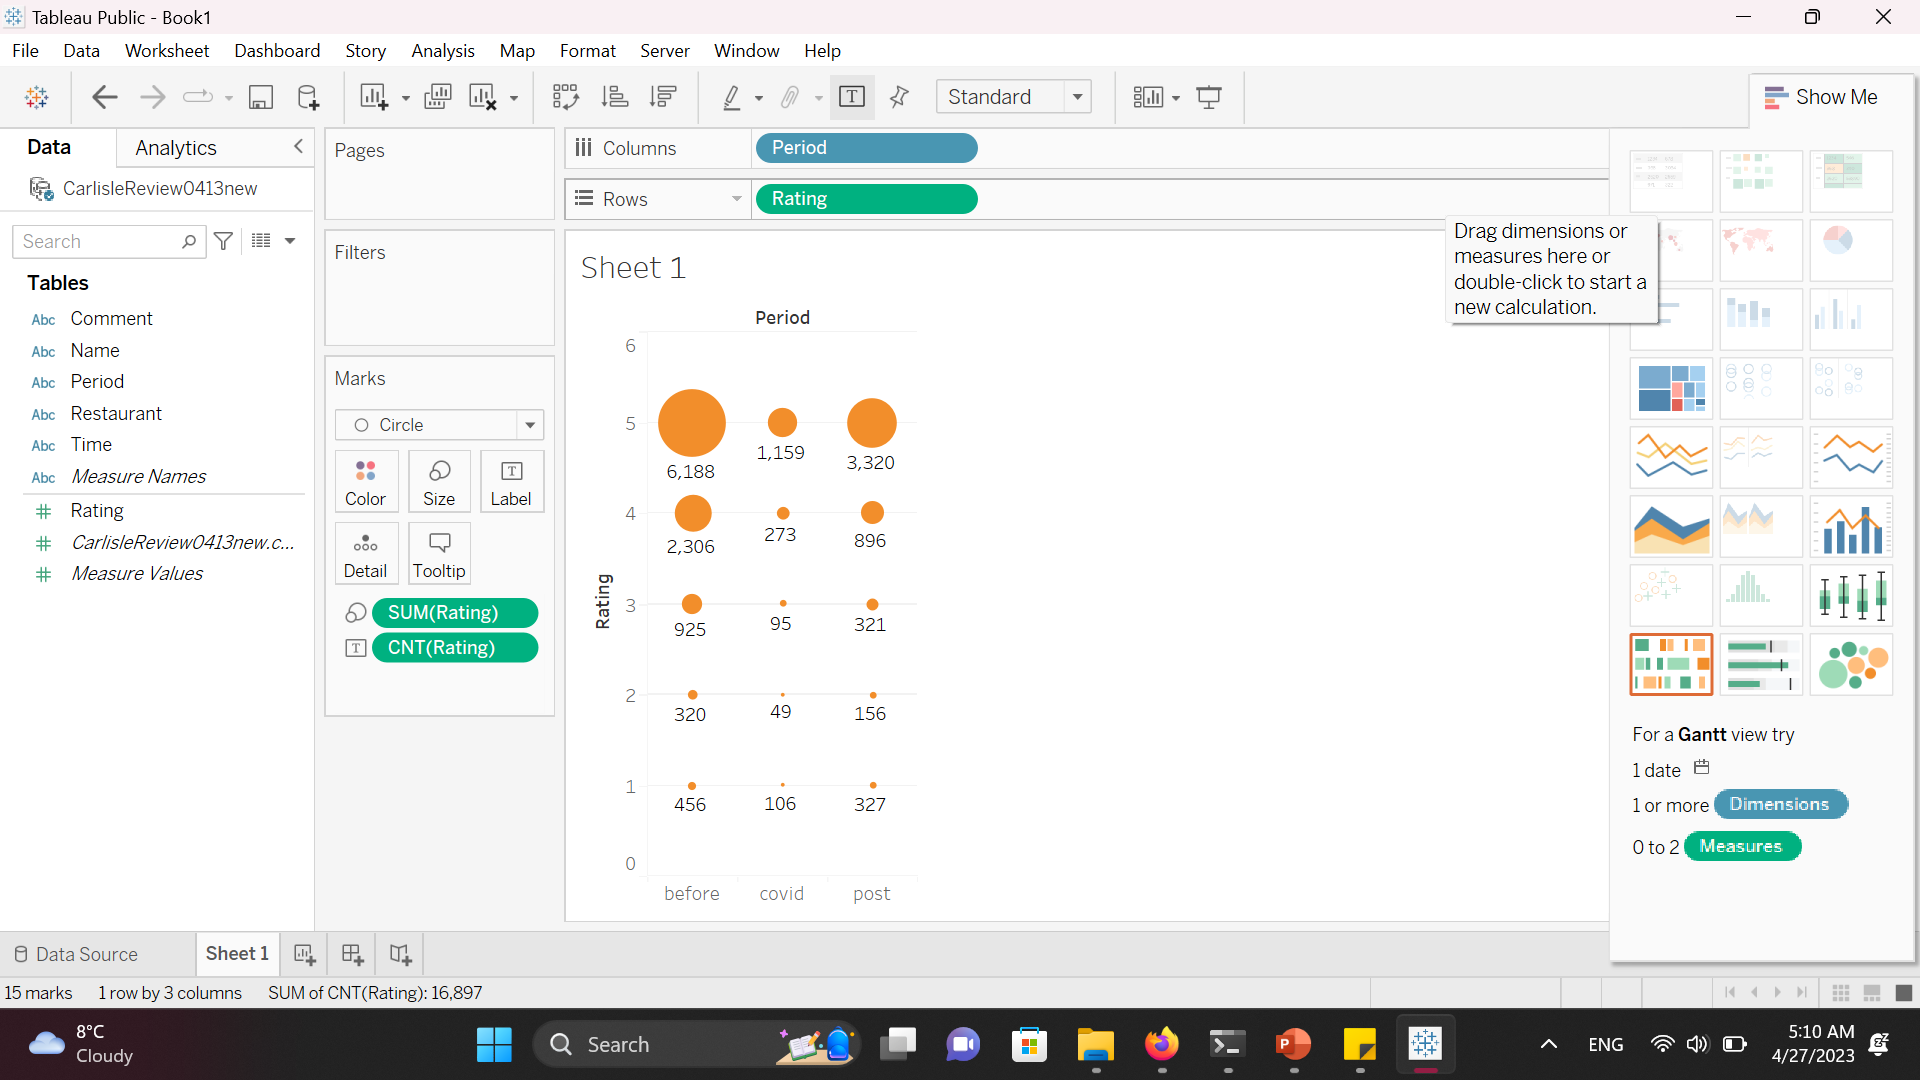 Tableau Public - Book1
File Data Worksheet Dashboard Story Analysis Map Format Server Window Help
Standard
Show Me
Data Analytics
CarlisleReview0413new
Search
Tables
Abc Comment
Abc Name
Abc Period
Abc Restaurant
Abc Time
Abc Measure Names
Rating
CarlisleReview0413new.c...
Measure Values
Pages
Filters
Marks
Circle
Color Size Label
Detail Tooltip
SUM(Rating)
CNT(Rating)
Columns Period
Rows Rating
Drag dimensions or
measures here or
double-click to start a
new calculation.
Sheet 1
Period
Rating
6
5
6,188 1,159 3,320
4
2,306 273 896
3
925 95 321
2
320 49 156
1
456 106 327
0
before covid post
For a Gantt view try
1 date
1 or more Dimensions
0 to 2 Measures
Data Source Sheet 1
15 marks 1 row by 3 columns SUM of CNT(Rating): 16,897
8°C
Cloudy
Search
ENG
5:10 AM
4/27/2023